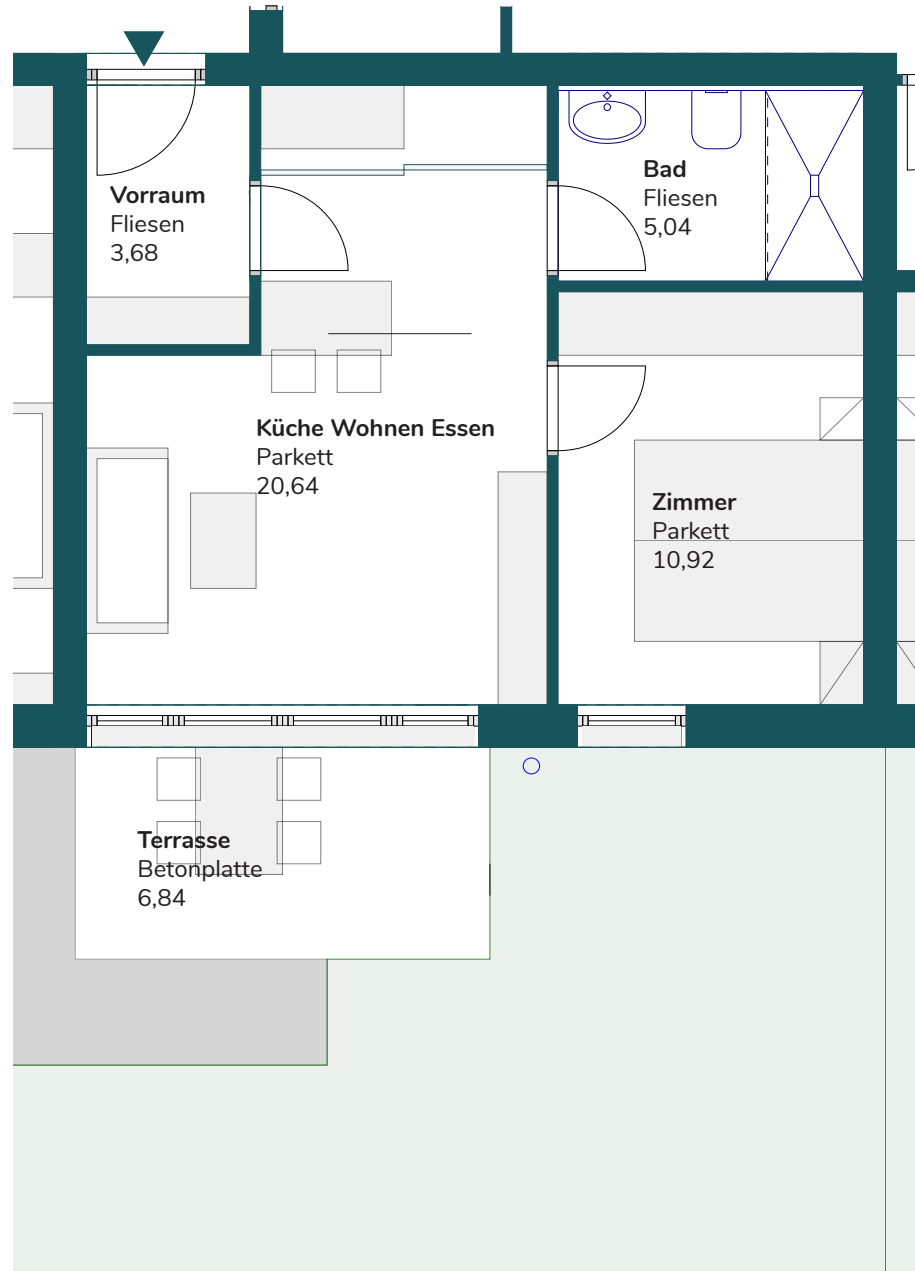 Vorraum
Fliesen
3,68
Bad
Fliesen
5,04
Küche Wohnen Essen
Parkett
20,64
Zimmer
Parkett
10,92
Terrasse
Betonplatte
6,84